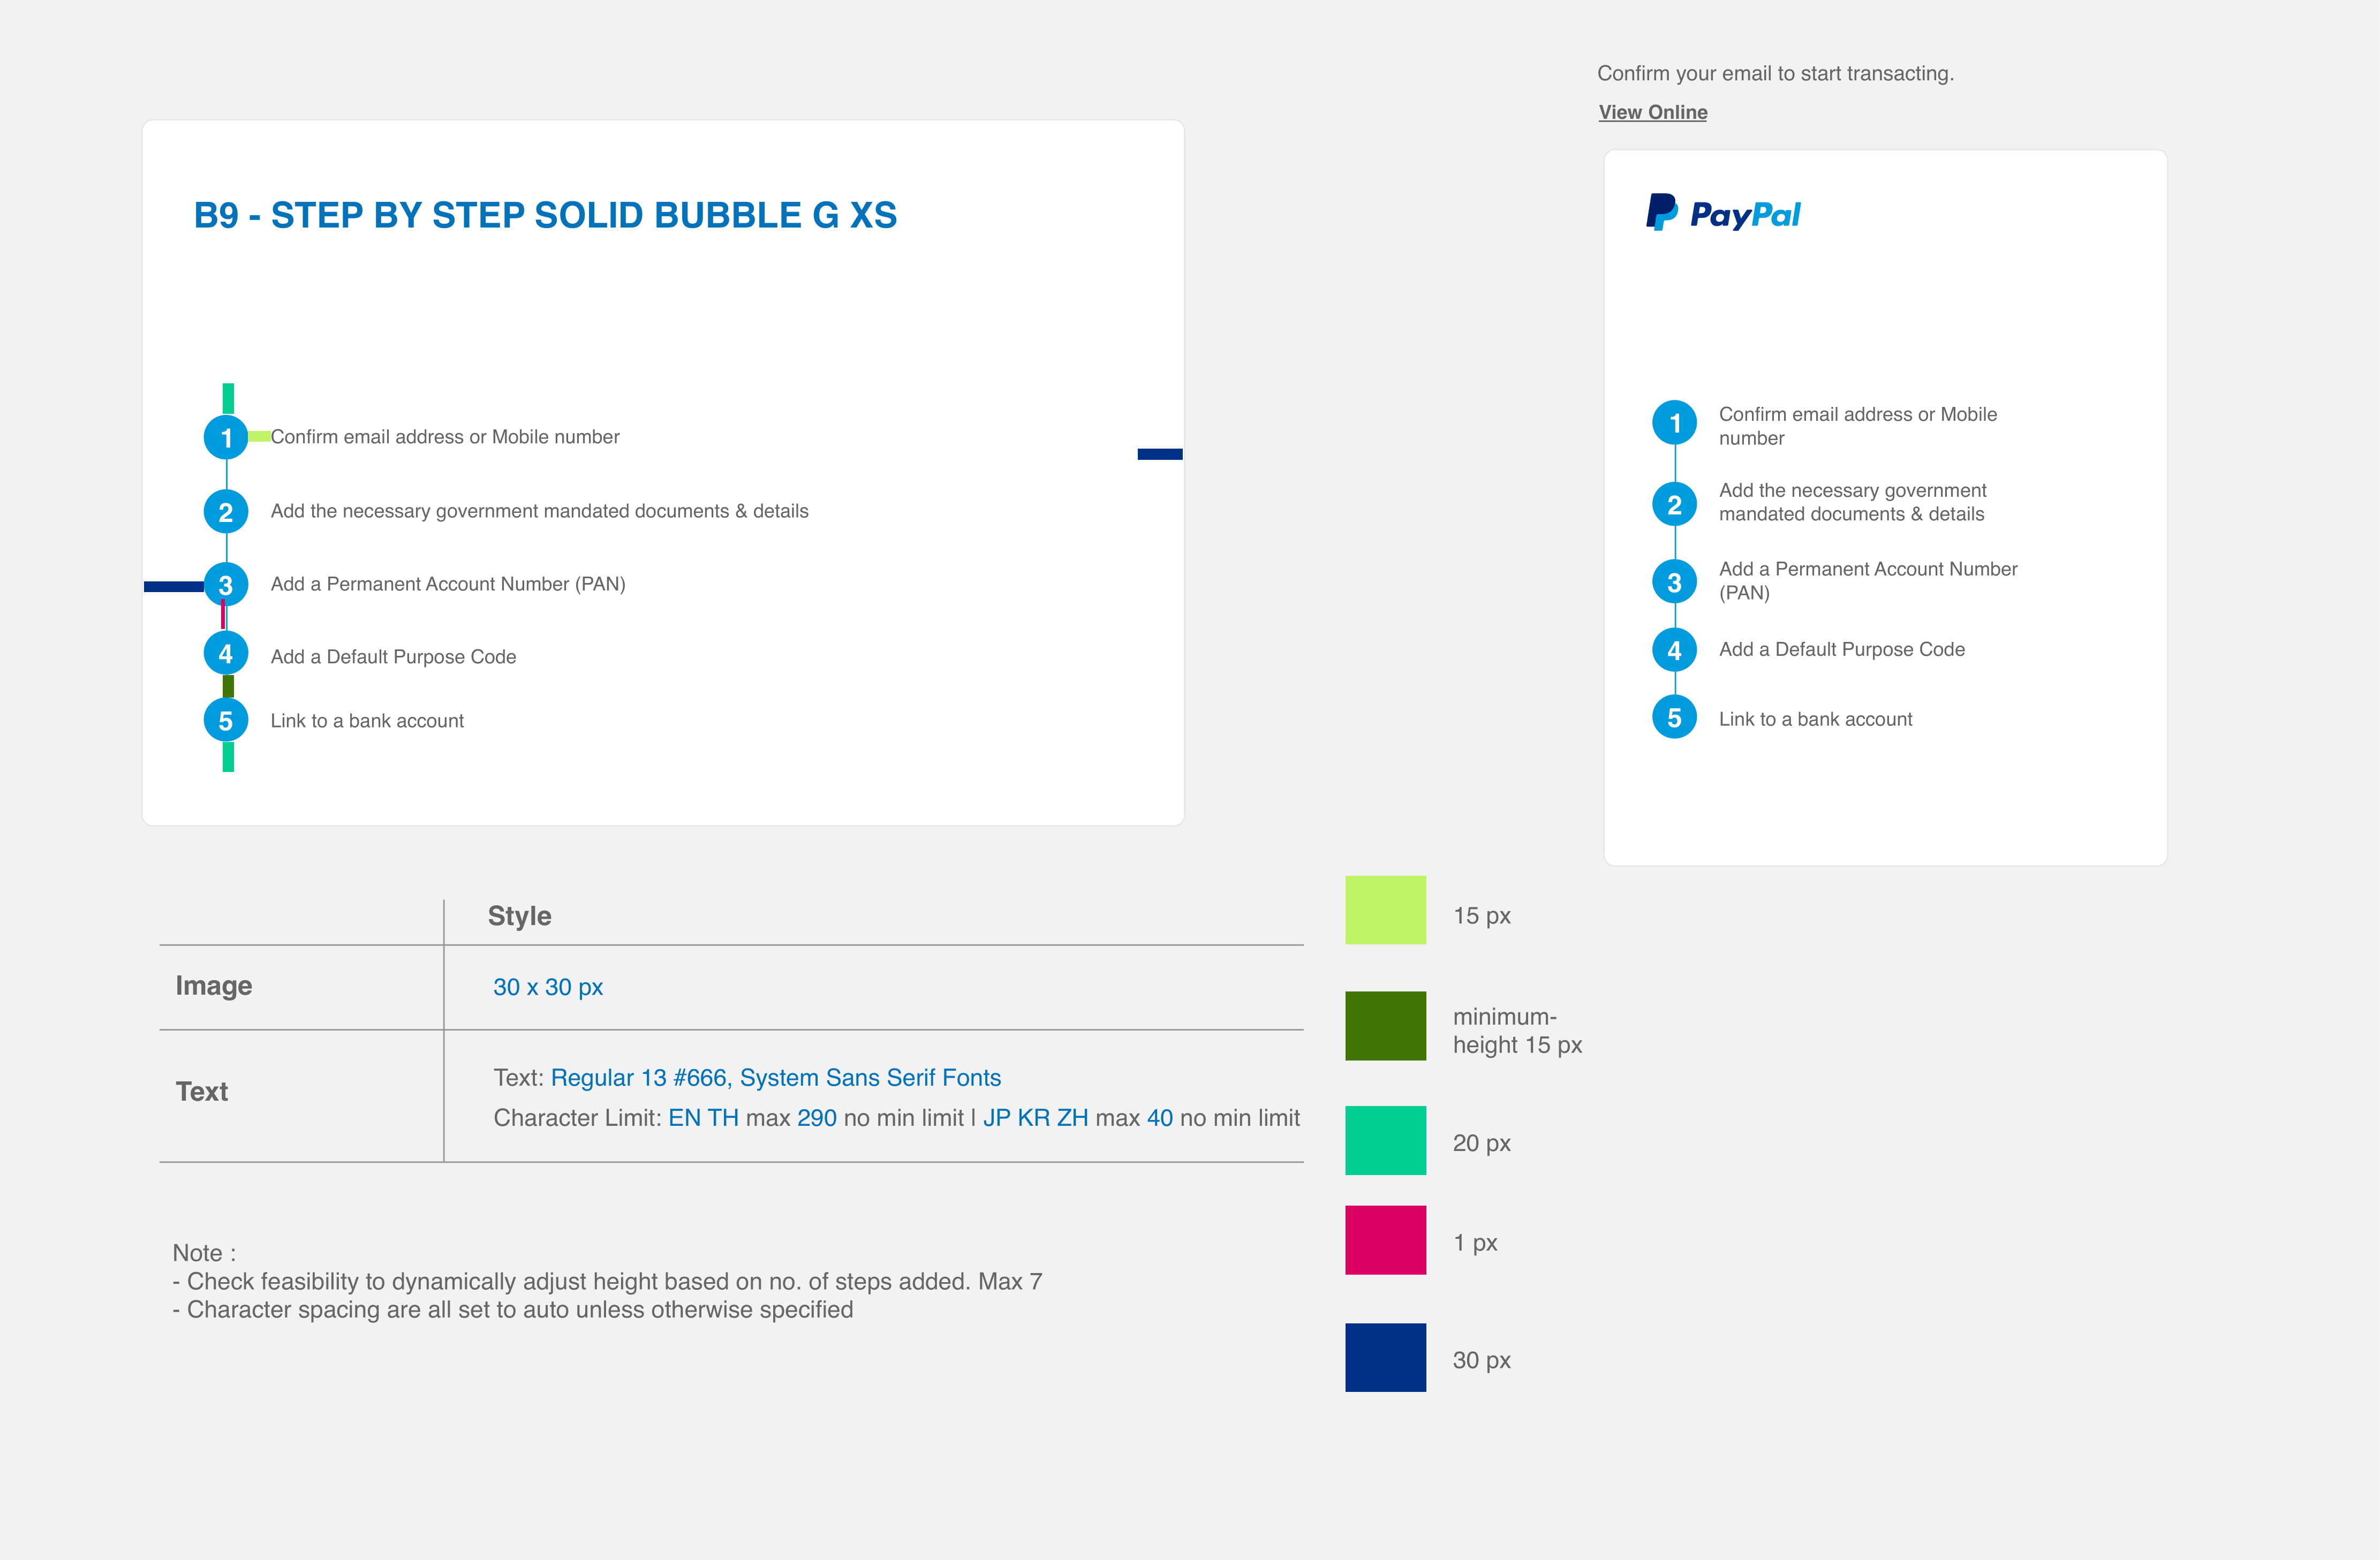 Confirm your email to start transacting.
View Online
B9 - STEP BY STEP SOLID BUBBLE G XS
1 Confirm email address or Mobile number
2 Add the necessary government mandated documents & details
3 Add a Permanent Account Number (PAN)
4 Add a Default Purpose Code
5 Link to a bank account
PayPal
1 Confirm email address or Mobile
number
2 Add the necessary government
mandated documents & details
3 Add a Permanent Account Number
(PAN)
4 Add a Default Purpose Code
5 Link to a bank account
Style
Image
30 x 30 px
Text
Text: Regular 13 #666, System Sans Serif Fonts
Character Limit: EN TH max 290 no min limit | JP KR ZH max 40 no min limit
15 px
minimum-
height 15 px
20 px
1 px
30 px
Note :
- Check feasibility to dynamically adjust height based on no. of steps added. Max 7
- Character spacing are all set to auto unless otherwise specified